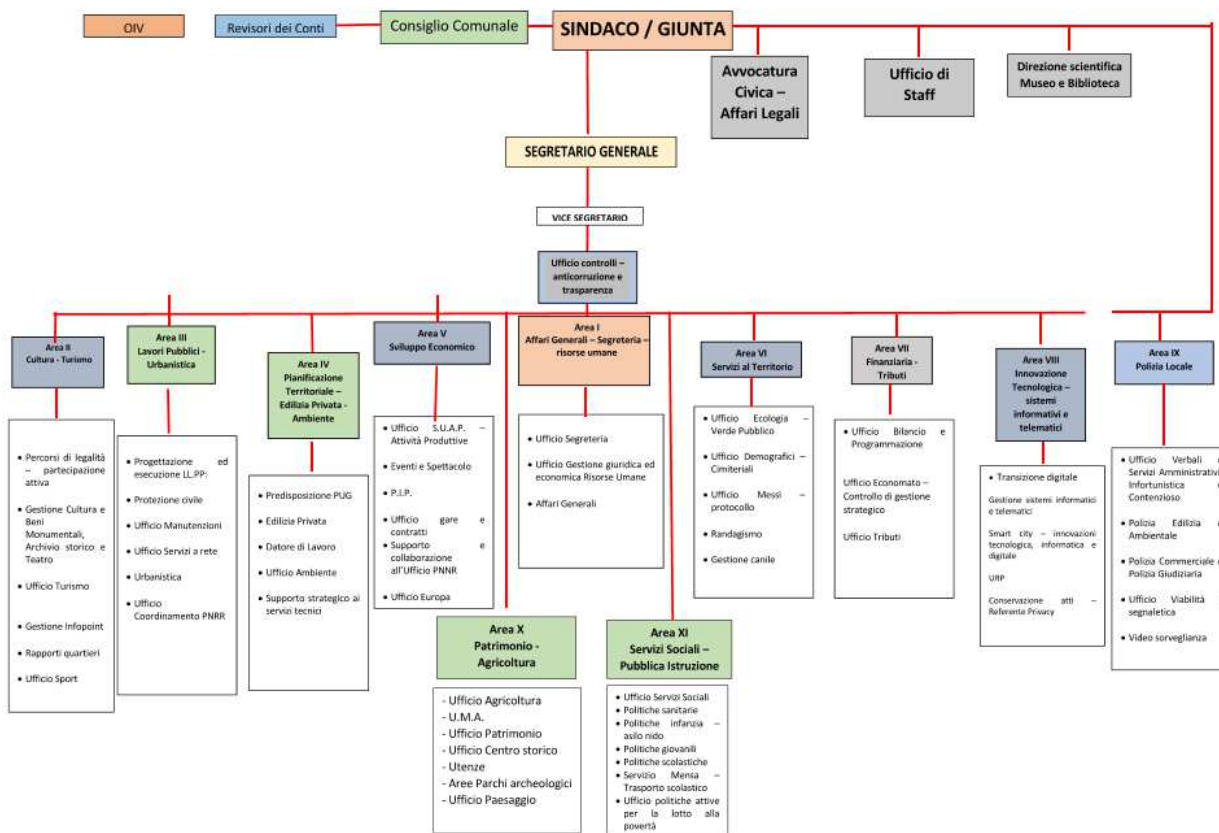 OIV
Revisori dei Conti
Consiglio Comunale
SINDACO / GIUNTA
Avvocatura
Civica –
Affari Legali
Ufficio di
Staff
Direzione scientifica
Museo e Biblioteca
SEGRETARIO GENERALE
VICE SEGRETARIO
Ufficio controlli –
anticorruzione e
trasparenza
Area II
Cultura - Turismo
• Percorsi di legalità
– partecipazione
attiva
• Gestione Cultura e
Beni
Monumentali,
Archivio storico e
Teatro
• Ufficio Turismo
• Gestione Infopoint
• Rapporti quartieri
• Ufficio Sport
Area III
Lavori Pubblici -
Urbanistica
• Progettazione ed
esecuzione LL.PP:
• Protezione civile
• Ufficio Manutenzioni
• Ufficio Servizi a rete
• Urbanistica
• Ufficio
Coordinamento PNRR
Area IV
Planificazione
Territoriale –
Edilizia Privata -
Ambiente
• Predisposizione PUG
• Edilizia Privata
• Datore di Lavoro
• Ufficio Ambiente
• Supporto strategico ai
servizi tecnici
Area V
Sviluppo Economico
• Ufficio S.U.A.P. –
Attività Produttive
• Eventi e Spettacolo
• P.I.P.
• Ufficio gare e
contratti
• Supporto e
collaborazione
all'Ufficio PNNR
• Ufficio Europa
Area I
Affari Generali – Segreteria –
risorse umane
• Ufficio Segreteria
• Ufficio Gestione giuridica ed
economica Risorse Umane
• Affari Generali
Area VI
Servizi al Territorio
• Ufficio Ecologia –
Verde Pubblico
• Ufficio Demografici –
Cimiteriali
• Ufficio Messi –
protocollo
• Randagismo
• Gestione canile
Area VII
Finanziaria -
Tributi
• Ufficio Bilancio e
Programmazione
Ufficio Economato –
Controllo di gestione
strategico
Ufficio Tributi
Area VIII
Innovazione
Tecnologica –
sistemi
informativi e
telematici
• Transizione digitale
Gestione sistemi informatici
e telematici
Smart city – innovazioni
tecnologica, informatica e
digitale
URP
Conservazione atti –
Referente Privacy
Area IX
Polizia Locale
• Ufficio Verbali e
Servizi Amministrativi
Infortunistica e
Contenzioso
• Polizia Edilizia e
Ambientale
• Polizia Commerciale e
Polizia Giudiziaria
• Ufficio Viabilità e
segnaletica
• Video sorveglianza
Area X
Patrimonio -
Agricoltura
- Ufficio Agricoltura
- U.M.A.
- Ufficio Patrimonio
- Ufficio Centro storico
- Utenze
- Aree Parchi archeologici
- Ufficio Paesaggio
Area XI
Servizi Sociali –
Pubblica Istruzione
• Ufficio Servizi Sociali
• Politiche sanitarie
• Politiche infanzia –
asilo nido
• Politiche giovanili
• Politiche scolastiche
• Servizio Mensa –
Trasporto scolastico
• Ufficio politiche attive
per la lotto alla
povertà